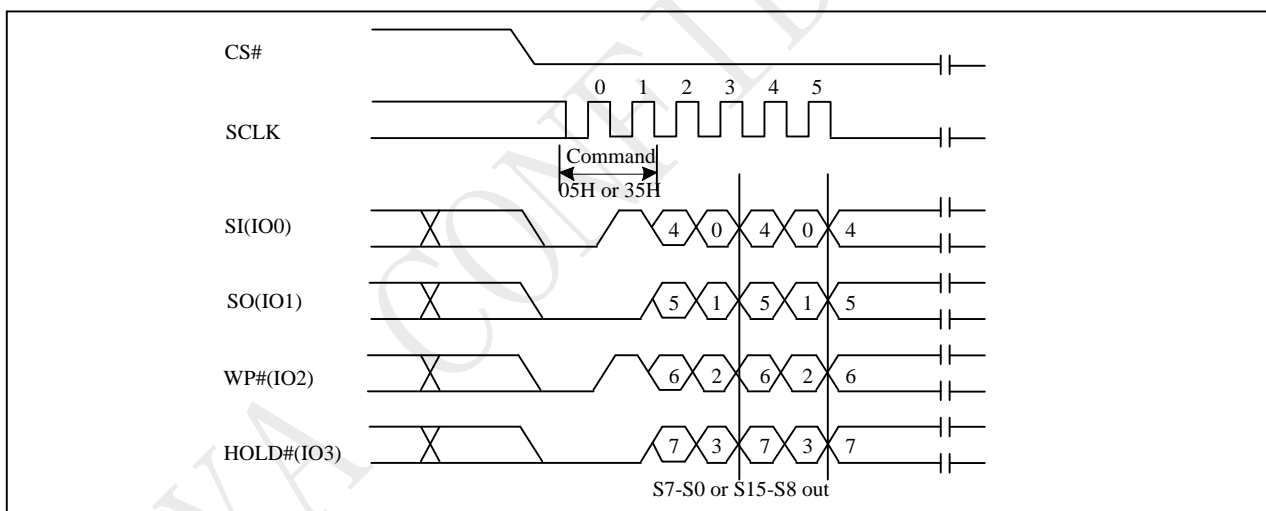 CS#
0 1 2 3 4 5
SCLK
Command
05H or 35H
SI(IO0) 4 0 4 0 4
SO(IO1) 5 1 5 1 5
WP#(IO2) 6 2 6 2 6
HOLD#(IO3) 7 3 7 3 7
S7-S0 or S15-S8 out